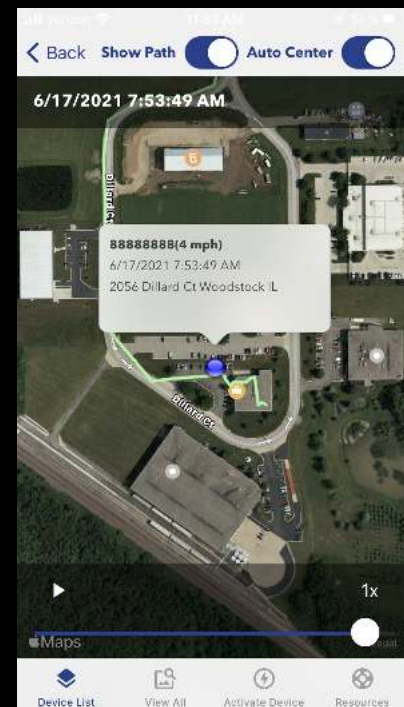 Back Show Path Auto Center
6/17/2021 7:53:49 AM
Dillard Ct
88888888(4 mph)
6/17/2021 7:53:49 AM
2056 Dillard Ct Woodstock IL
Dillard Ct
1x
Maps
Device List View All Activate Device Resources